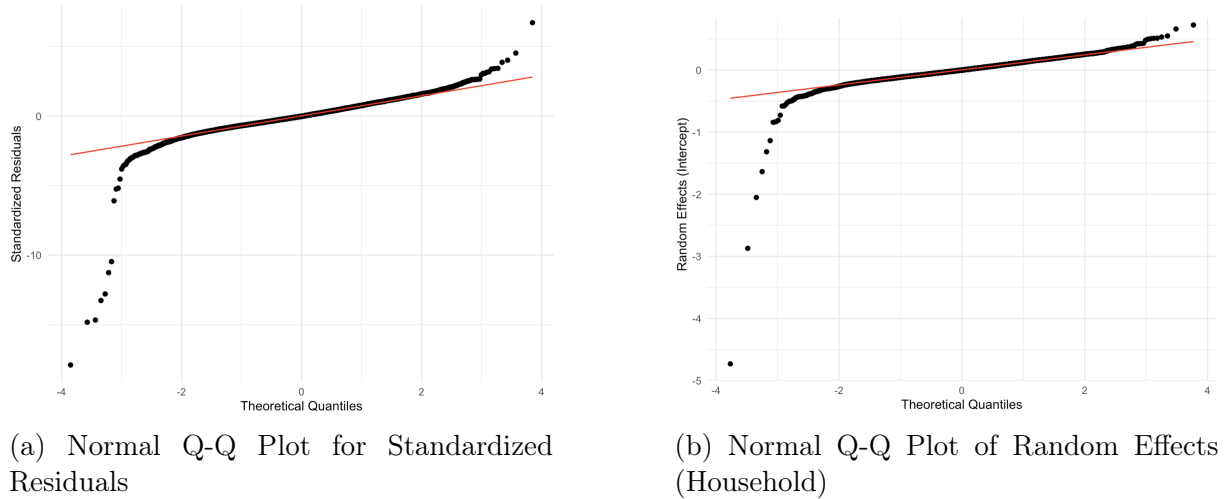 0
-10
Standardized Residuals
-4
-2
0
2
4
Theoretical Quantiles
(a) Normal Q-Q Plot for Standardized
Residuals
0
-1
-2
-3
-4
-5
Random Effects (Intercept)
-4
-2
0
2
4
Theoretical Quantiles
(b) Normal Q-Q Plot of Random Effects
(Household)